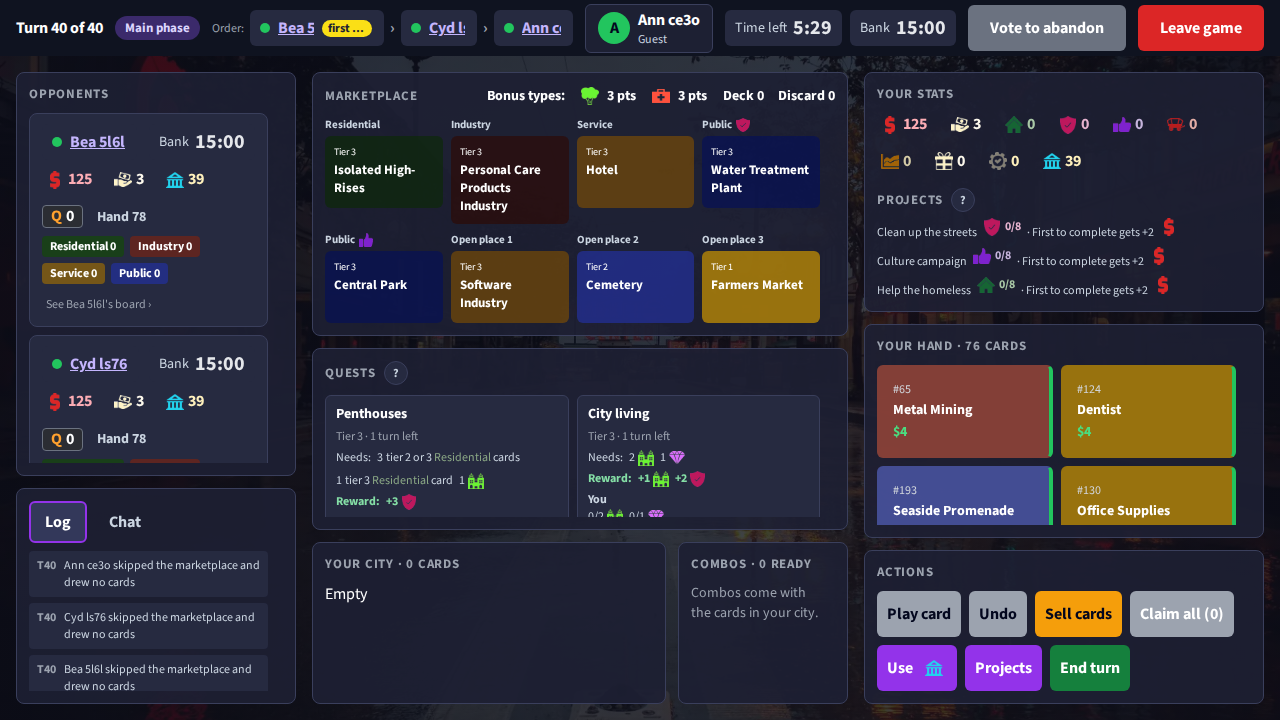 Turn 40 of 40
Main phase
Order:
Bea 5
first ...
›
Cyd ls
›
Ann ce
A
Ann ce3o
Guest
Time left 5:29
Bank 15:00
Vote to abandon
Leave game
OPPONENTS
Bea 5l6l
Bank 15:00
125
3
39
Q 0
Hand 78
Residential 0
Industry 0
Service 0
Public 0
See Bea 5l6l's board ›
Cyd ls76
Bank 15:00
125
3
39
Q 0
Hand 78
Log
Chat
T40 Ann ce3o skipped the marketplace and
drew no cards
T40 Cyd ls76 skipped the marketplace and
drew no cards
T40 Bea 5l6l skipped the marketplace and
drew no cards
MARKETPLACE
Bonus types:
3 pts
3 pts
Deck 0
Discard 0
Residential
Tier 3
Isolated High-
Rises
Industry
Tier 3
Personal Care
Products
Industry
Service
Tier 3
Hotel
Public
Tier 3
Water Treatment
Plant
Public
Tier 3
Central Park
Open place 1
Tier 3
Software
Industry
Open place 2
Tier 2
Cemetery
Open place 3
Tier 1
Farmers Market
QUESTS
?
Penthouses
Tier 3 · 1 turn left
Needs: 3 tier 2 or 3 Residential cards
1 tier 3 Residential card 1
Reward: +3
City living
Tier 3 · 1 turn left
Needs: 2 1
Reward: +1 +2
You
0/2 0/1
YOUR CITY · 0 CARDS
Empty
COMBOS · 0 READY
Combos come with
the cards in your city.
YOUR STATS
125
3
0
0
0
0
0
0
0
39
PROJECTS
?
Clean up the streets 0/8 · First to complete gets +2
Culture campaign 0/8 · First to complete gets +2
Help the homeless 0/8 · First to complete gets +2
YOUR HAND · 76 CARDS
#65
Metal Mining
$4
#124
Dentist
$4
#193
Seaside Promenade
#130
Office Supplies
ACTIONS
Play card
Undo
Sell cards
Claim all (0)
Use
Projects
End turn